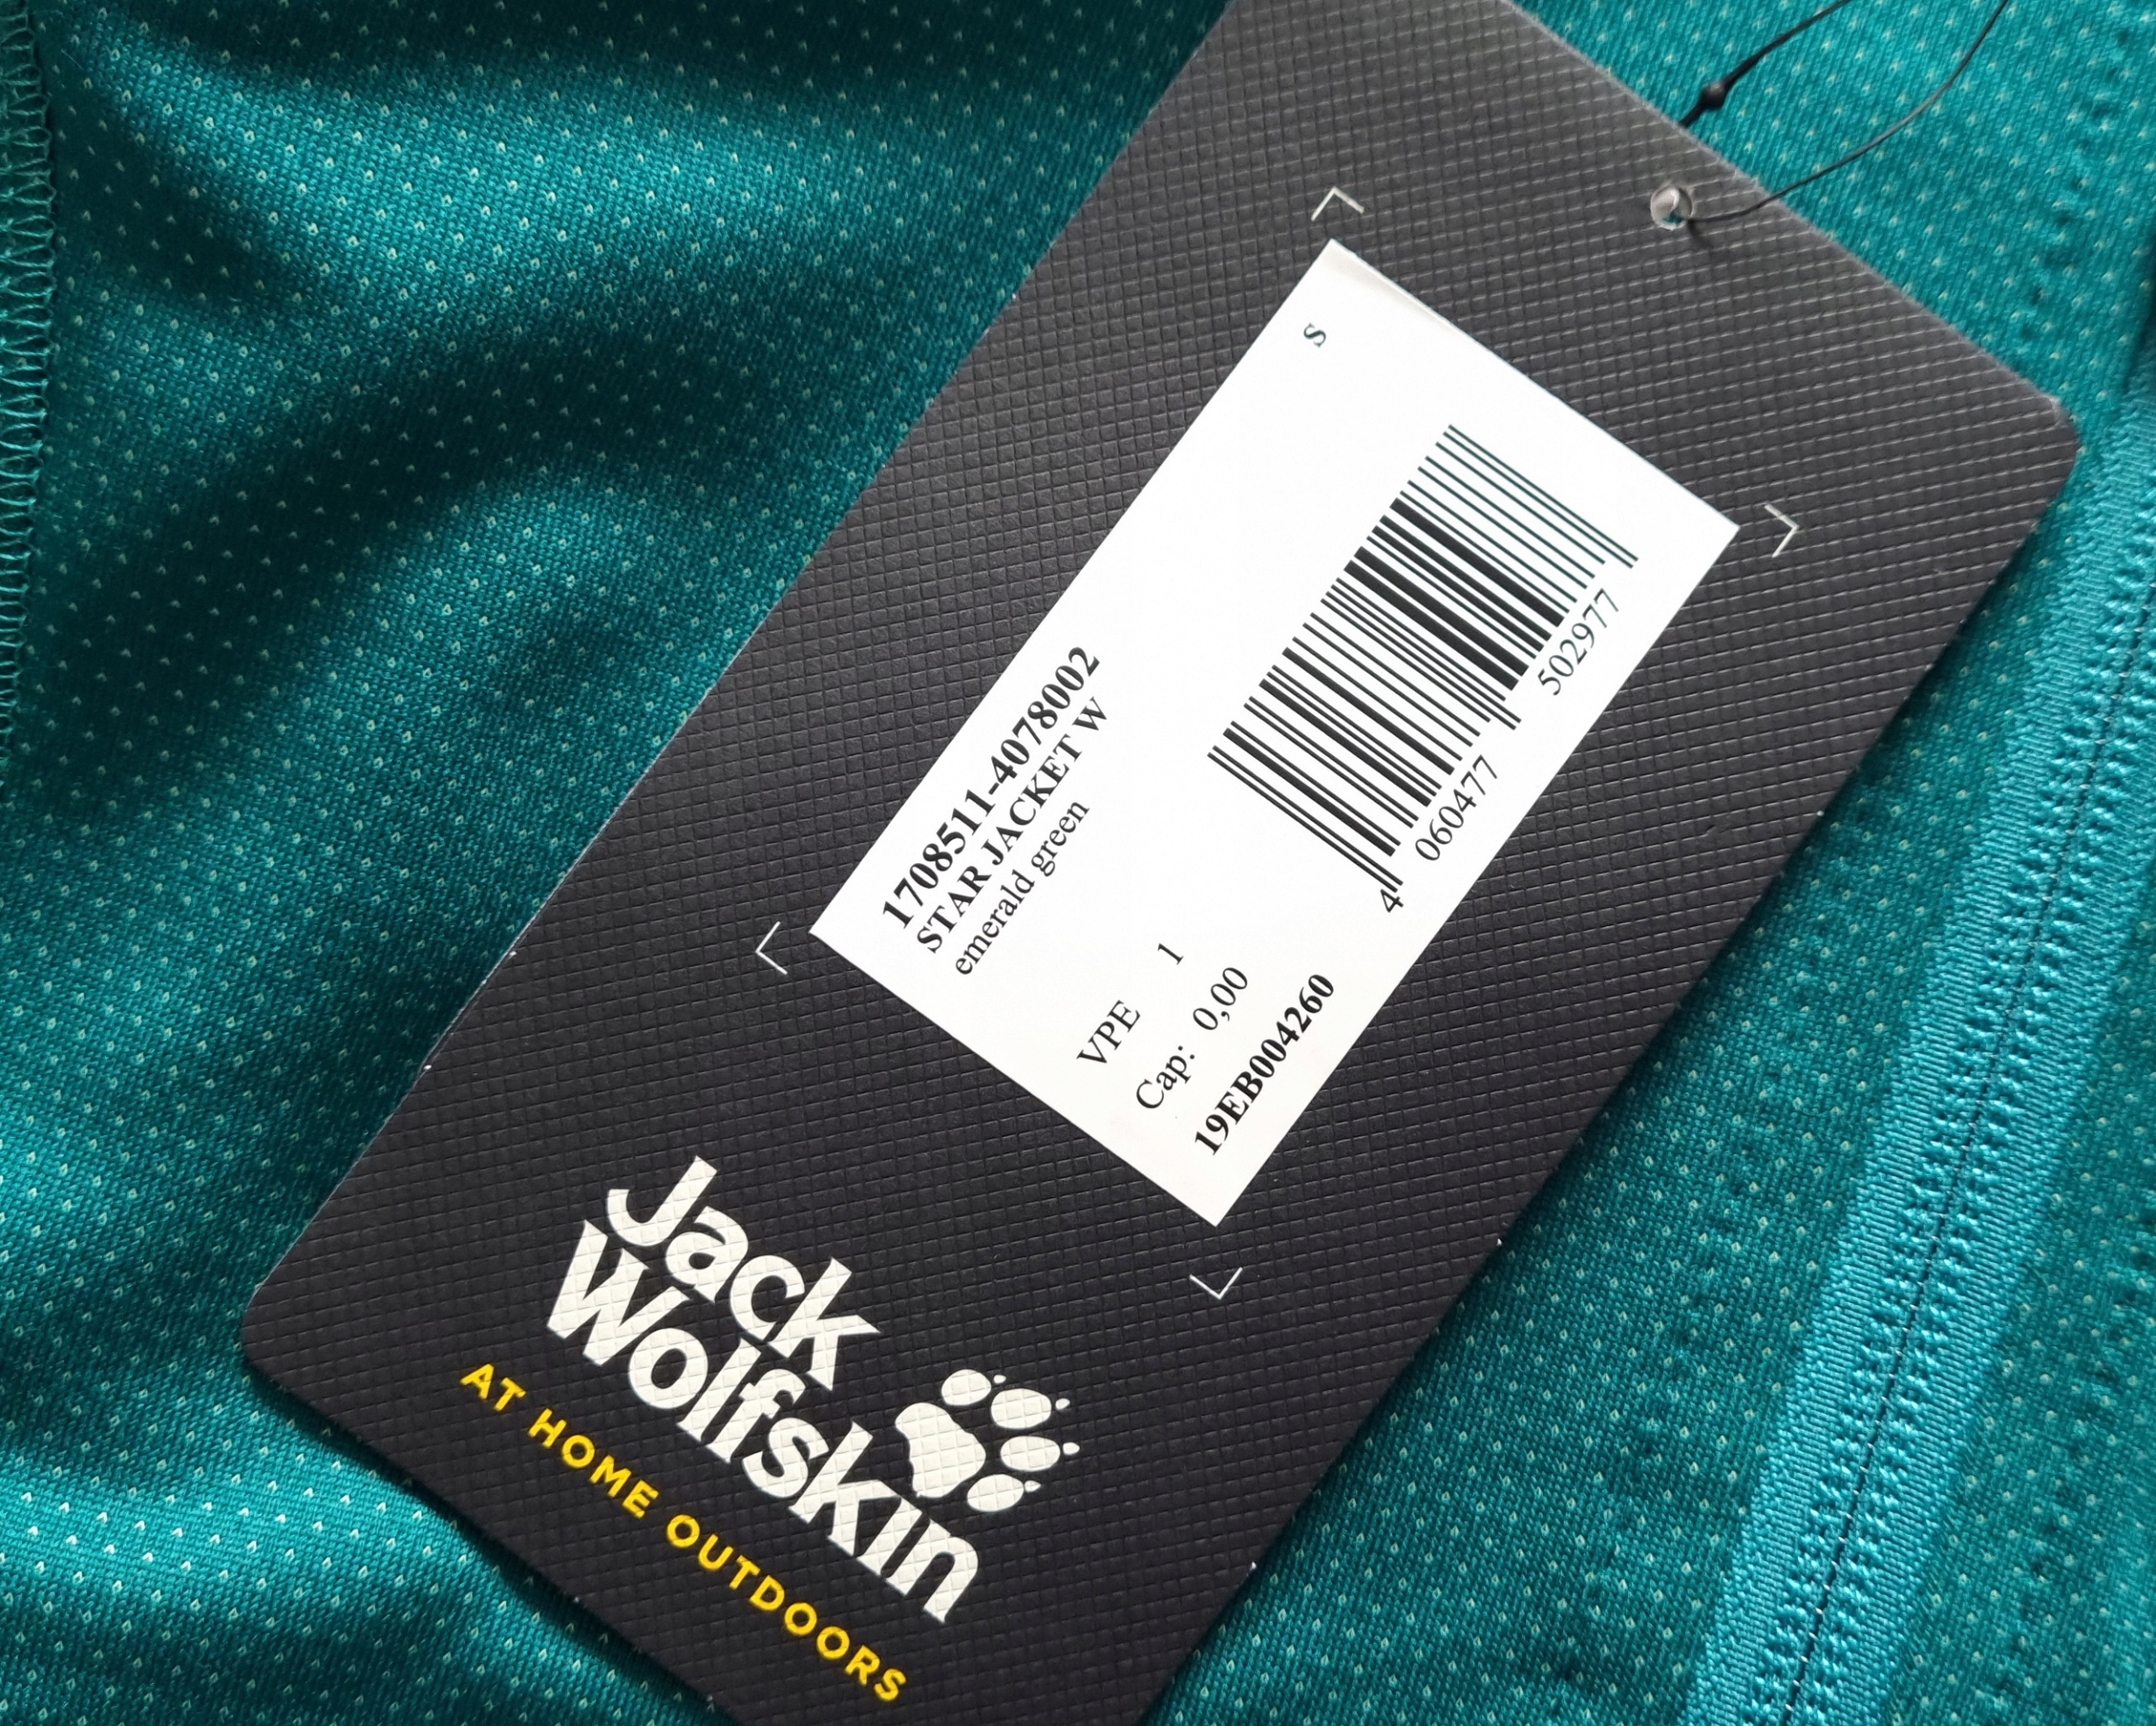 1708511-4078002
S
STAR JACKET W
emerald green
VPE 1
Cap: 0,00
19EB004260
4 060477 502977
Jack
Wolfskin
AT HOME OUTDOORS